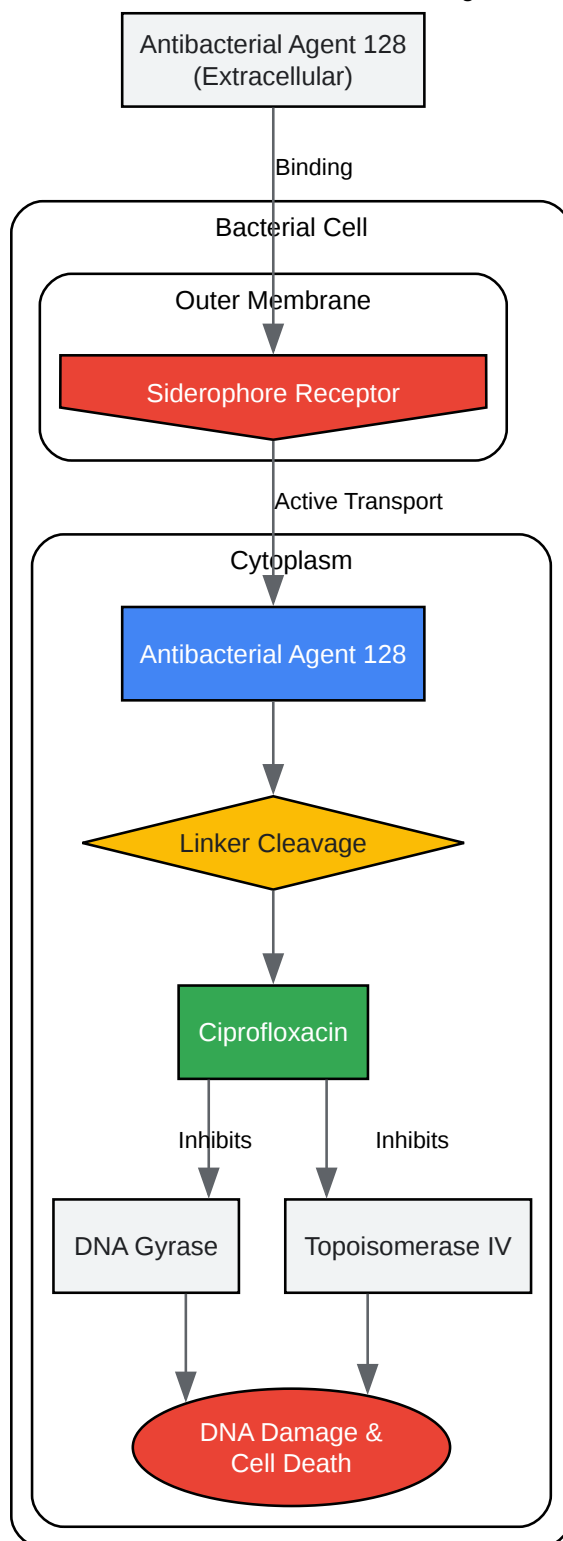 Antibacterial Agent 128
(Extracellular)
Binding
Bacterial Cell
Outer Membrane
Siderophore Receptor
Active Transport
Cytoplasm
Antibacterial Agent 128
Linker Cleavage
Ciprofloxacin
Inhibits
Inhibits
DNA Gyrase
Topoisomerase IV
DNA Damage &
Cell Death